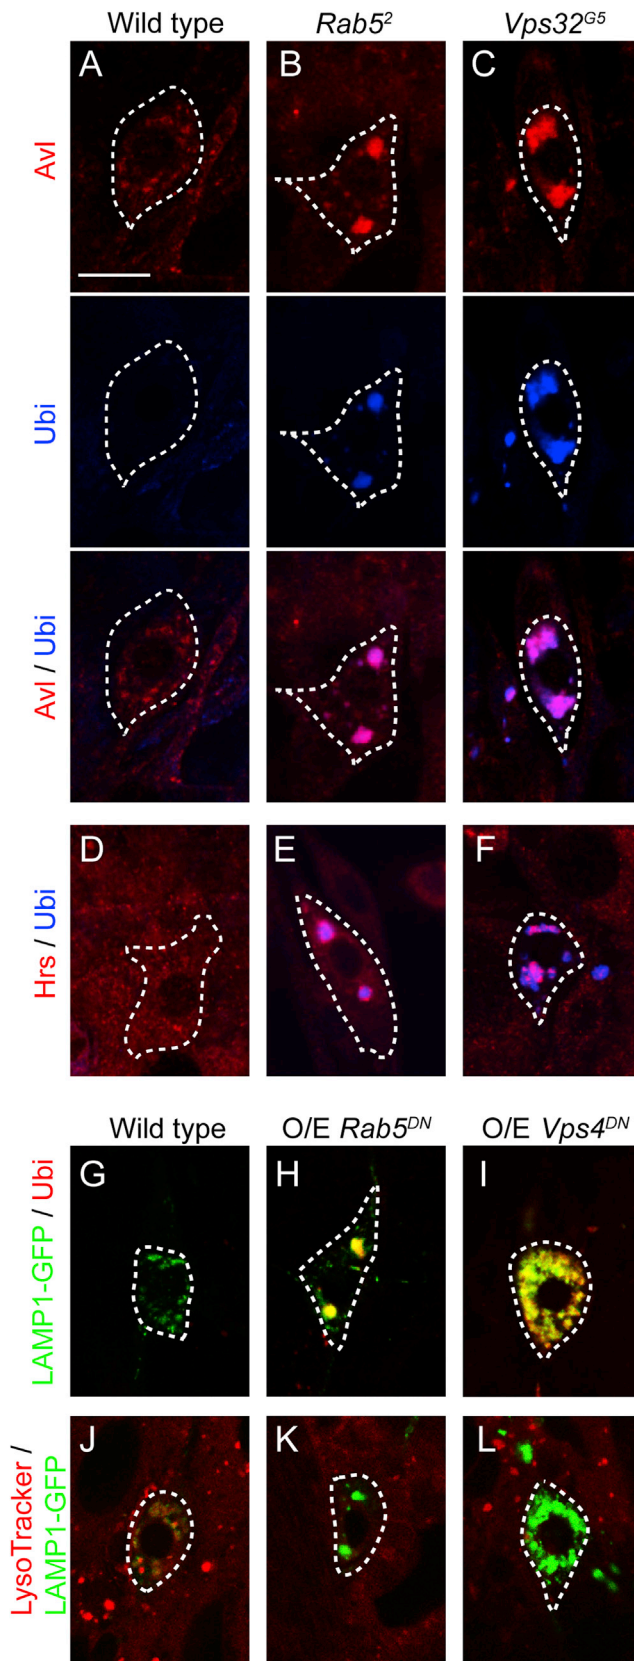 Wild type Rab5² Vps32ᴳ⁵
A B C
Avl
Ubi
Avl / Ubi
D E F
Hrs / Ubi
Wild type O/E Rab5ᴰᴺ O/E Vps4ᴰᴺ
G H I
LAMP1-GFP / Ubi
J K L
LysoTracker /
LAMP1-GFP